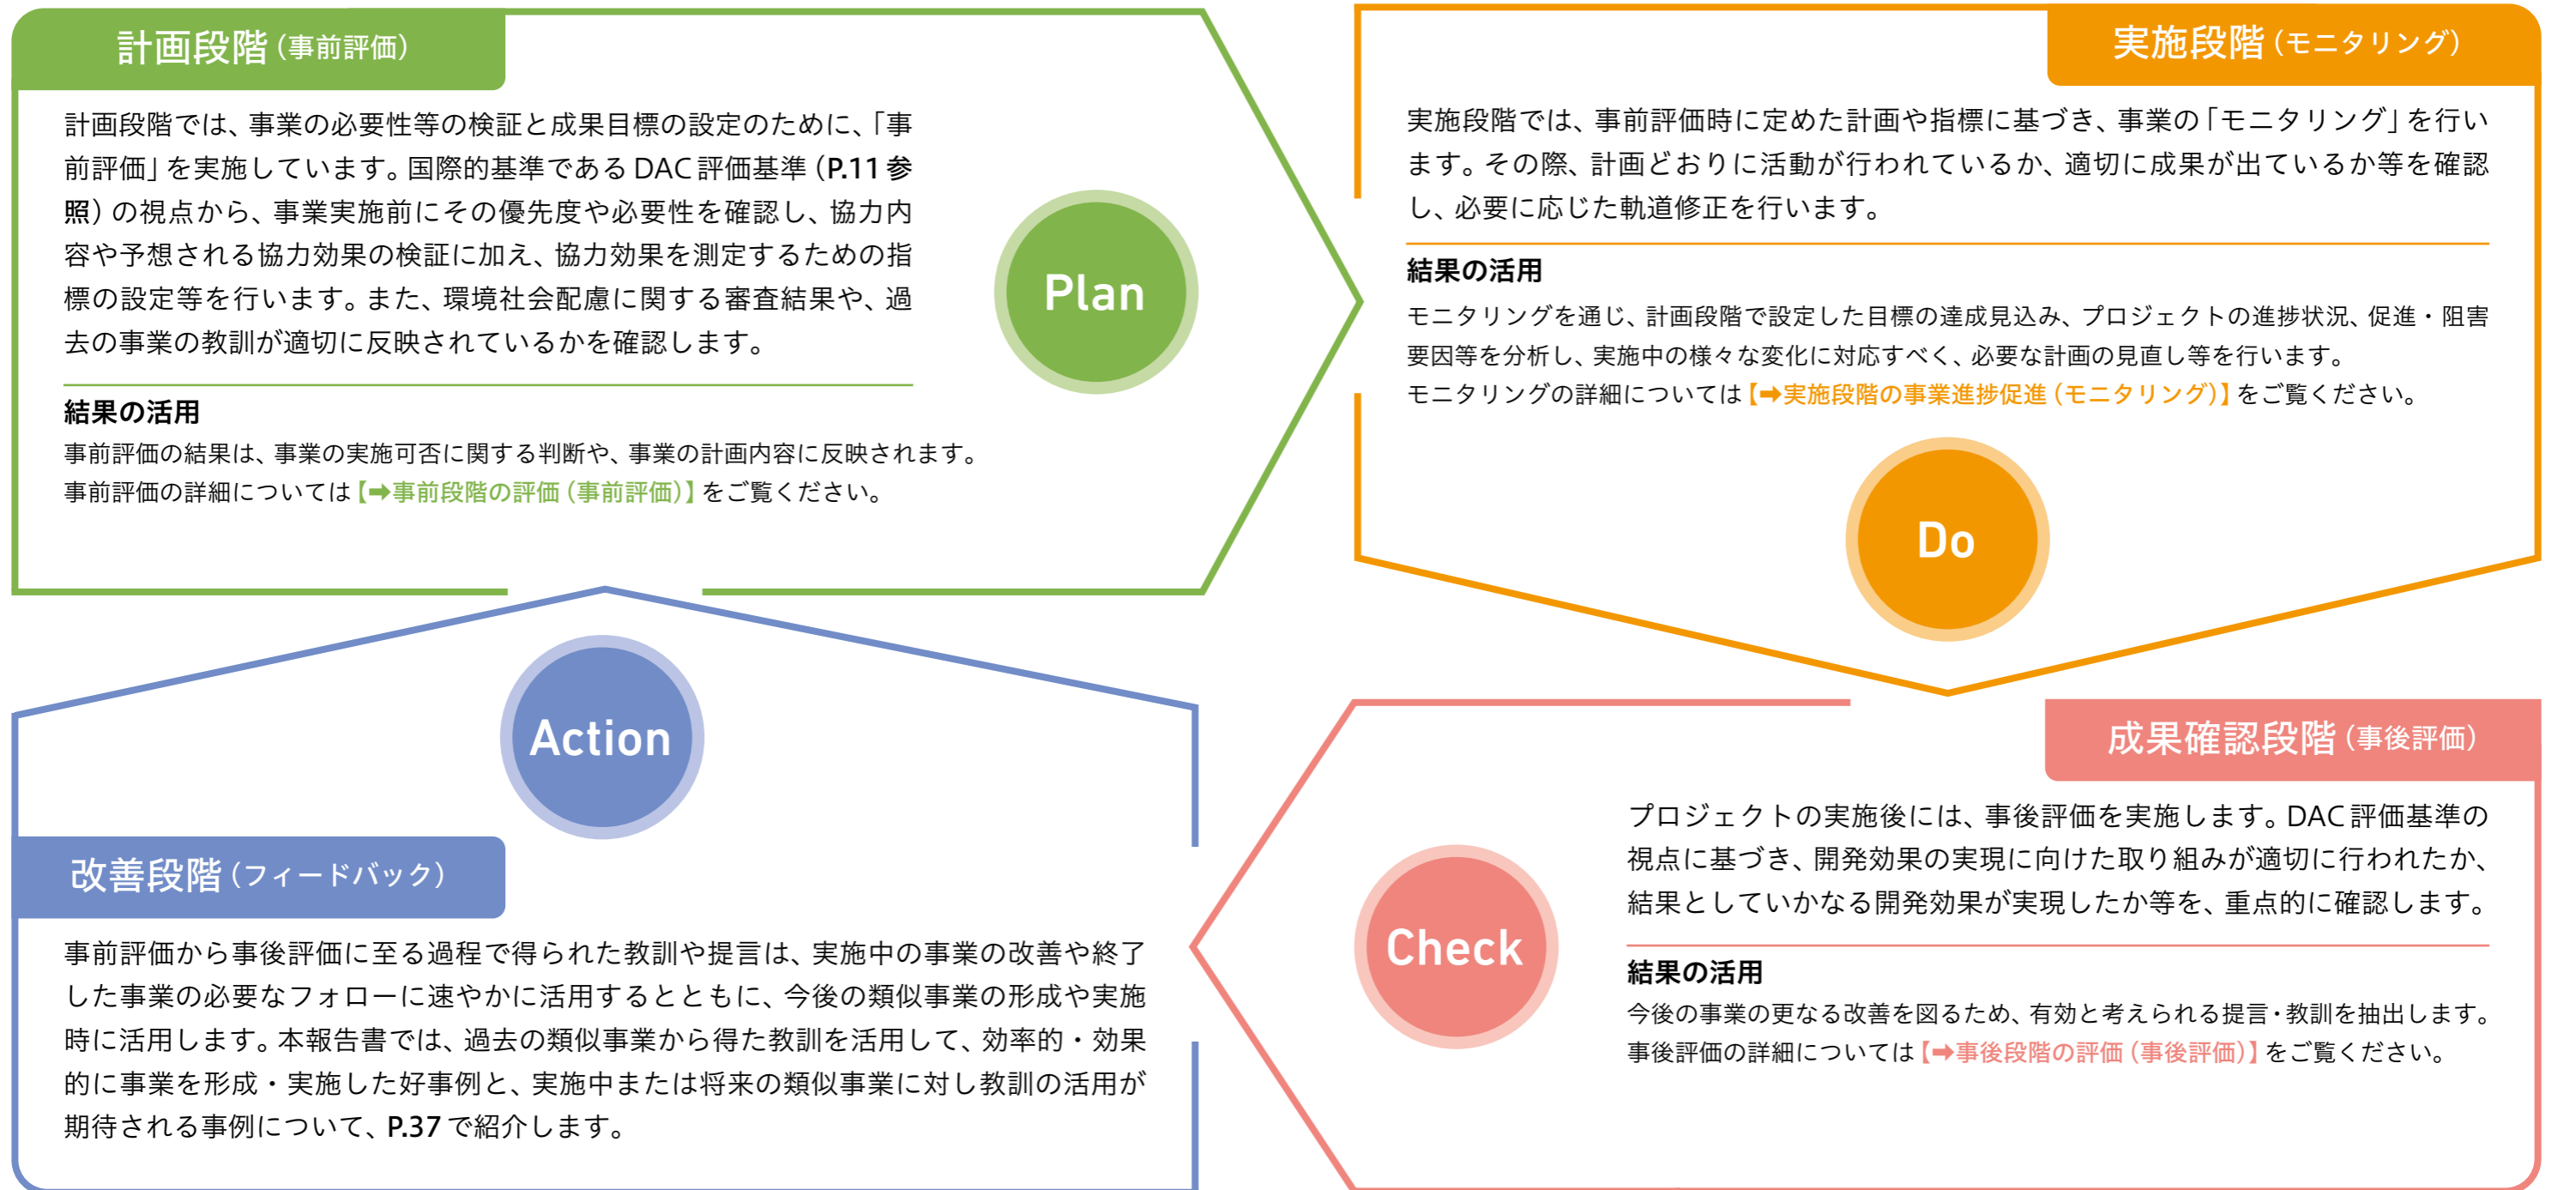 計画段階（事前評価）
計画段階では、事業の必要性等の検証と成果目標の設定のために、「事
前評価」を実施しています。国際的基準であるDAC評価基準（P.11参
照）の視点から、事業実施前にその優先度や必要性を確認し、協力内
容や予想される協力効果の検証に加え、協力効果を測定するための指
標の設定等を行います。また、環境社会配慮に関する審査結果や、過
去の事業の教訓が適切に反映されているかを確認します。
結果の活用
事前評価の結果は、事業の実施可否に関する判断や、事業の計画内容に反映されます。
事前評価の詳細については【➡事前段階の評価（事前評価）】をご覧ください。
Plan
実施段階（モニタリング）
実施段階では、事前評価時に定めた計画や指標に基づき、事業の「モニタリング」を行い
ます。その際、計画どおりに活動が行われているか、適切に成果が出ているか等を確認
し、必要に応じた軌道修正を行います。
結果の活用
モニタリングを通じ、計画段階で設定した目標の達成見込み、プロジェクトの進捗状況、促進・阻害
要因等を分析し、実施中の様々な変化に対応すべく、必要な計画の見直し等を行います。
モニタリングの詳細については【➡実施段階の事業進捗促進（モニタリング）】をご覧ください。
Do
成果確認段階（事後評価）
プロジェクトの実施後には、事後評価を実施します。DAC評価基準の
視点に基づき、開発効果の実現に向けた取り組みが適切に行われたか、
結果としていかなる開発効果が実現したか等を、重点的に確認します。
結果の活用
今後の事業の更なる改善を図るため、有効と考えられる提言・教訓を抽出します。
事後評価の詳細については【➡事後段階の評価（事後評価）】をご覧ください。
Check
Action
改善段階（フィードバック）
事前評価から事後評価に至る過程で得られた教訓や提言は、実施中の事業の改善や終了
した事業の必要なフォローに速やかに活用するとともに、今後の類似事業の形成や実施
時に活用します。本報告書では、過去の類似事業から得た教訓を活用して、効率的・効果
的に事業を形成・実施した好事例と、実施中または将来の類似事業に対し教訓の活用が
期待される事例について、P.37で紹介します。